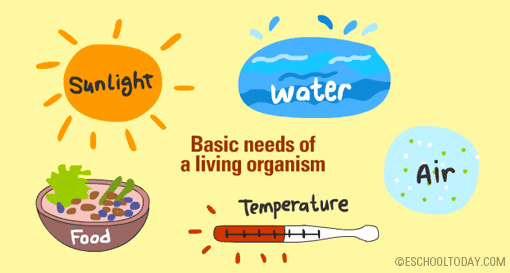 Sunlight
water
Basic needs of
a living organism
Air
Temperature
Food
©ESCHOOLTODAY.COM